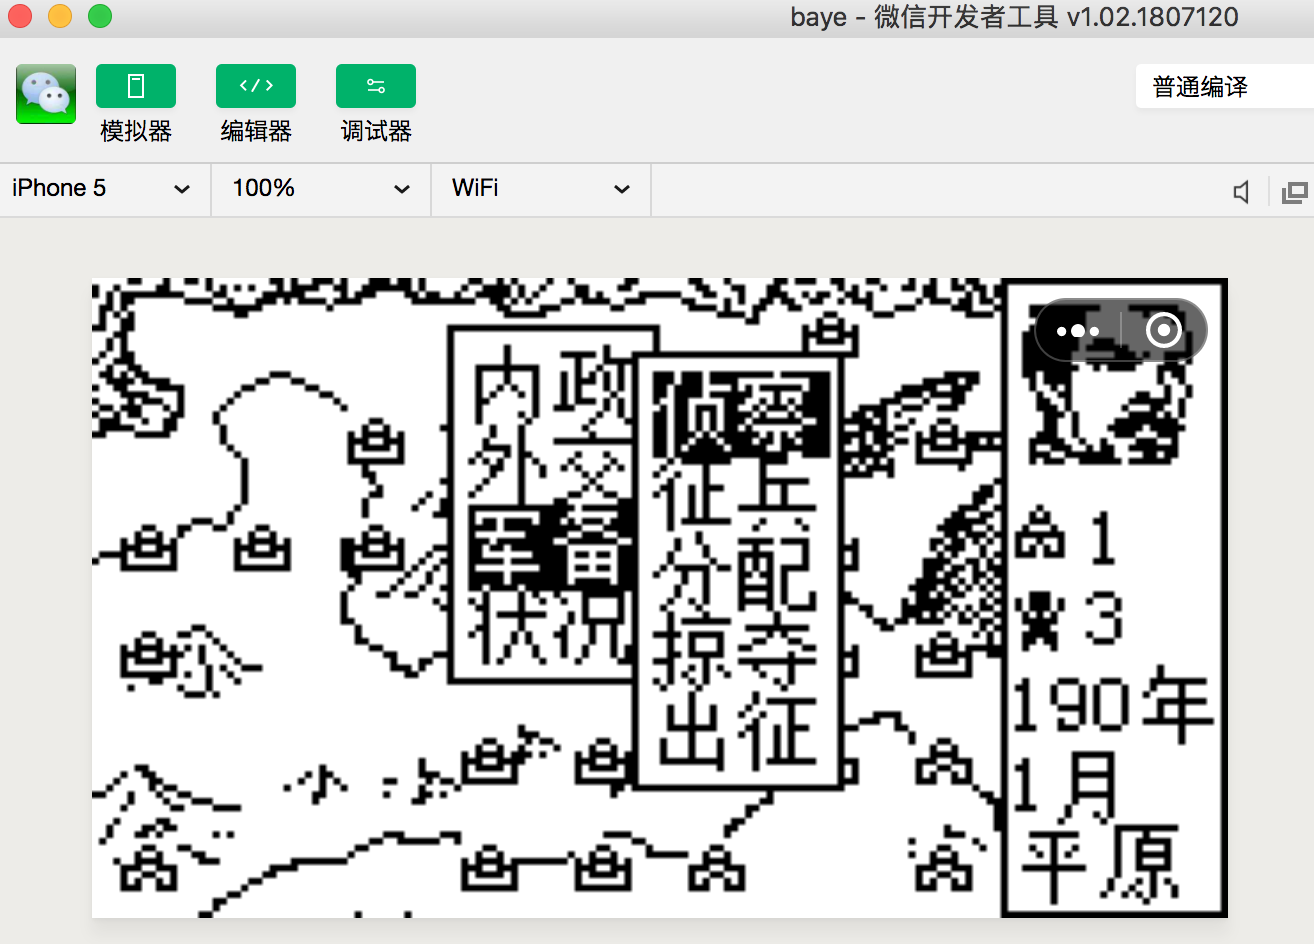 baye - 微信开发者工具 v1.02.1807120
模拟器
编辑器
调试器
普通编译
iPhone 5
100%
WiFi
内政
外交
军备
状况
侦察
征兵
分配
掠夺
出征
1
3
190年
1月
平原